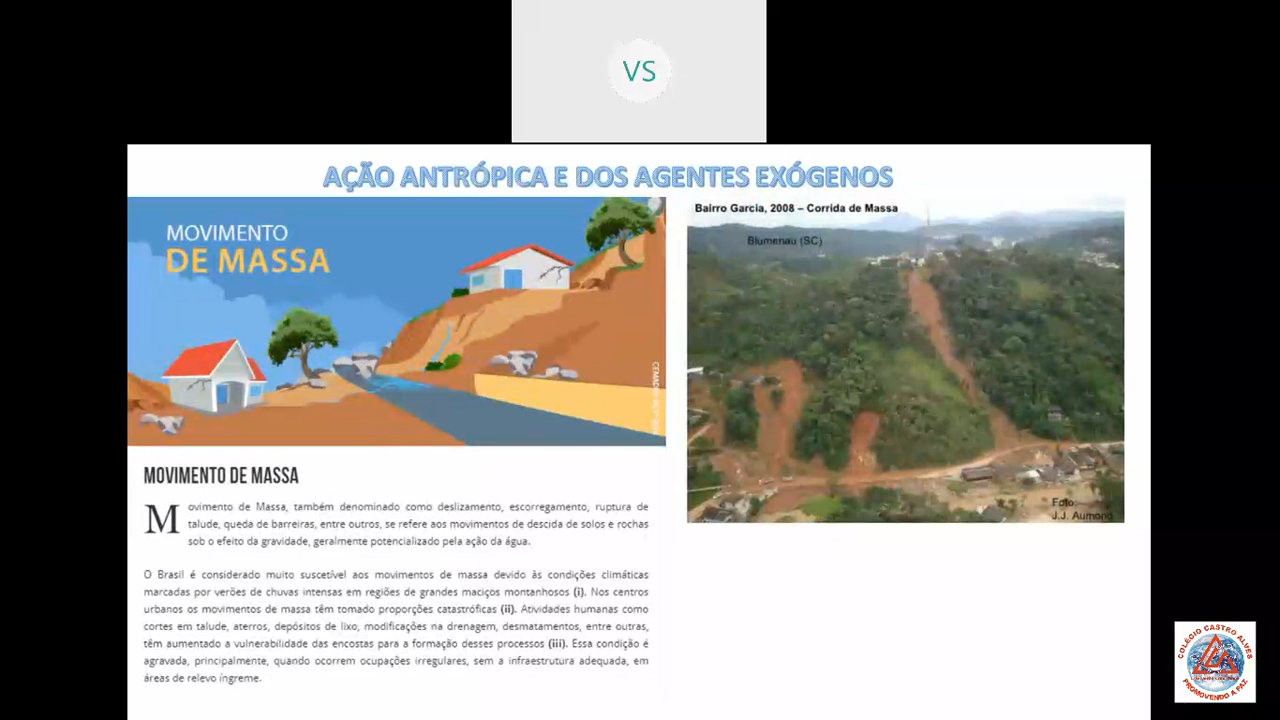 VS
AÇÃO ANTRÓPICA E DOS AGENTES EXÓGENOS
MOVIMENTO
DE MASSA
Bairro Garcia, 2008 – Corrida de Massa
Blumenau (SC)
Foto:
J.J. Aumond
MOVIMENTO DE MASSA
Movimento de Massa, também denominado como deslizamento, escorregamento, ruptura de
talude, queda de barreiras, entre outros, se refere aos movimentos de descida de solos e rochas
sob o efeito da gravidade, geralmente potencializado pela ação da água.
O Brasil é considerado muito suscetível aos movimentos de massa devido às condições climáticas
marcadas por verões de chuvas intensas em regiões de grandes maciços montanhosos (i). Nos centros
urbanos os movimentos de massa têm tomado proporções catastróficas (ii). Atividades humanas como
cortes em talude, aterros, depósitos de lixo, modificações na drenagem, desmatamentos, entre outras,
têm aumentado a vulnerabilidade das encostas para a formação desses processos (iii). Essa condição é
agravada, principalmente, quando ocorrem ocupações irregulares, sem a infraestrutura adequada, em
áreas de relevo íngreme.
COLÉGIO CASTRO ALVES
PROMOVENDO A PAZ